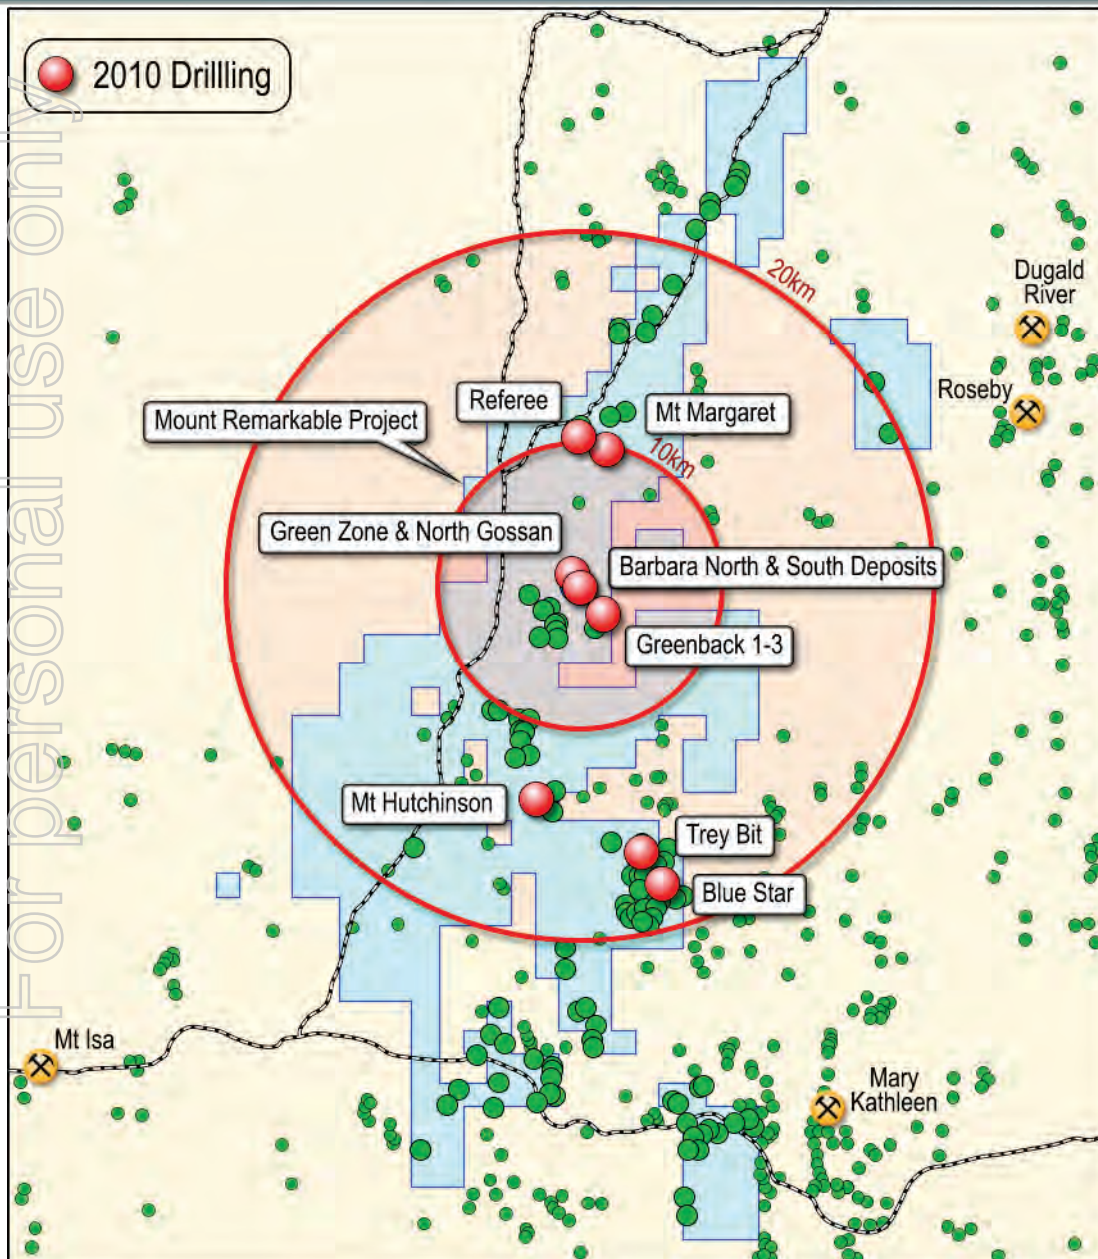 For personal use only
2010 Drillling
20km
Dugald
River
Roseby
Referee
Mt Margaret
Mount Remarkable Project
10km
Green Zone & North Gossan
Barbara North & South Deposits
Greenback 1-3
Mt Hutchinson
Trey Bit
Blue Star
Mt Isa
Mary
Kathleen